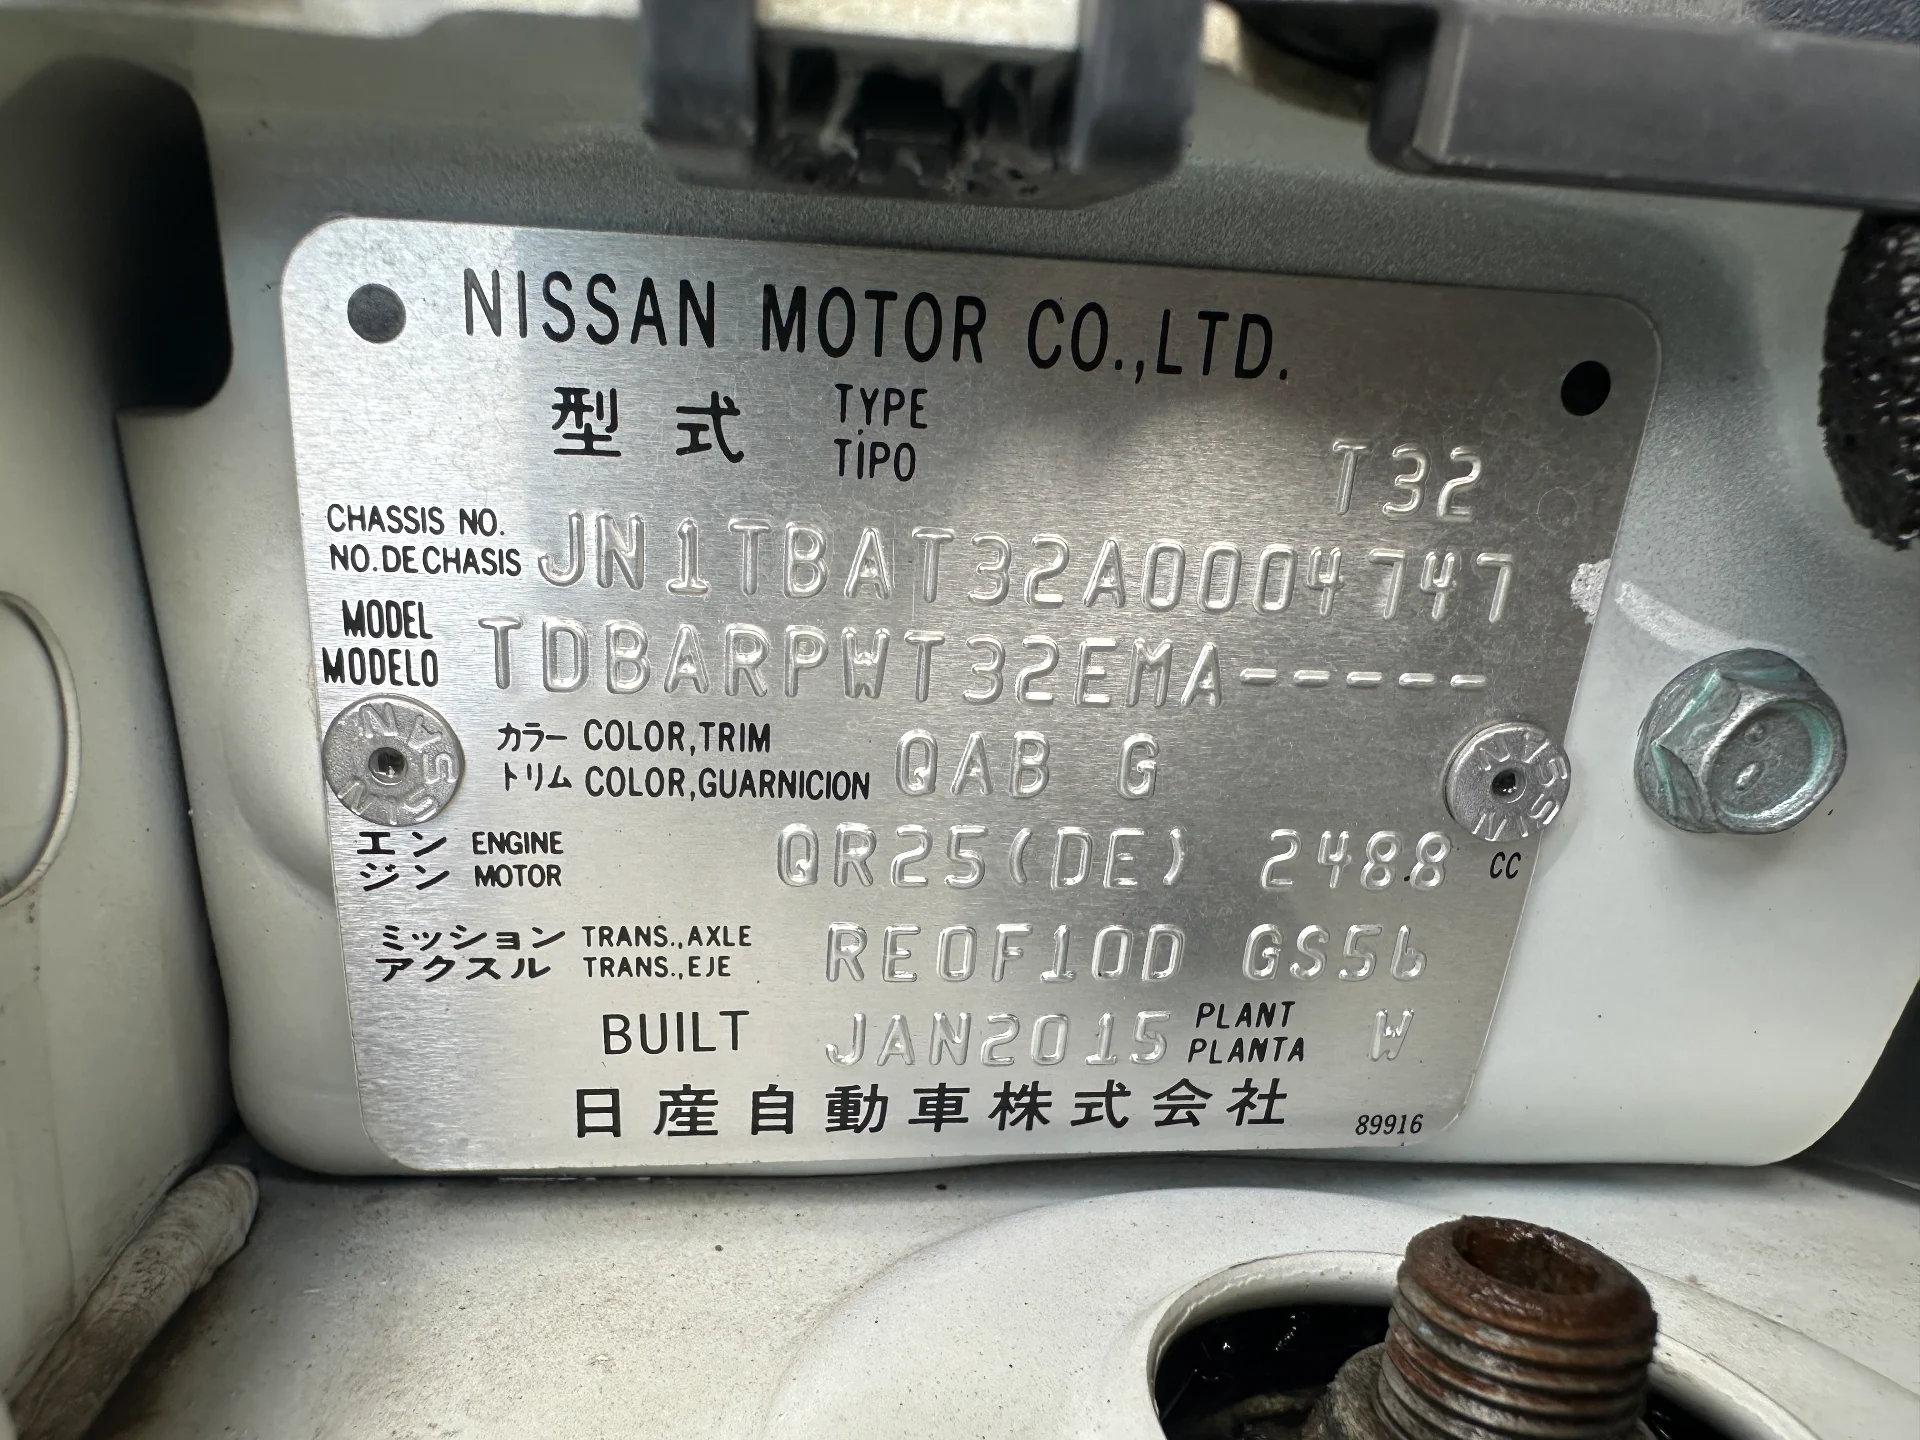 NISSAN MOTOR CO.,LTD.
型式 TYPE
TIPO
T32
CHASSIS NO.
NO.DE CHASIS JN1TBAT32A0004747
MODEL
MODELO TDBARPWT32EMA-----
カラー COLOR,TRIM
トリム COLOR,GUARNICION QAB G
エン ENGINE
ジン MOTOR QR25(DE) 2488 CC
ミッション TRANS.,AXLE
アクスル TRANS.,EJE RE0F10D GS56
BUILT JAN2015 PLANT
PLANTA W
日産自動車株式会社 89916
NISSAN
NISSAN